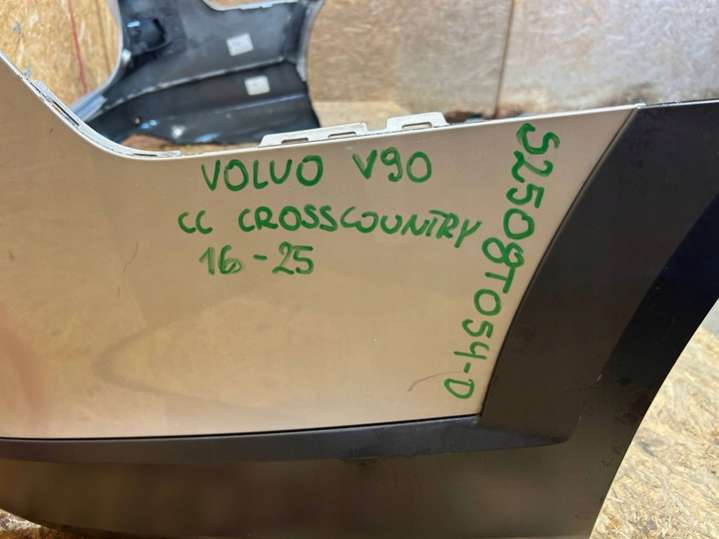 VOLVO V90
CC CROSSCOUNTRY
16-25
S2508T054-D